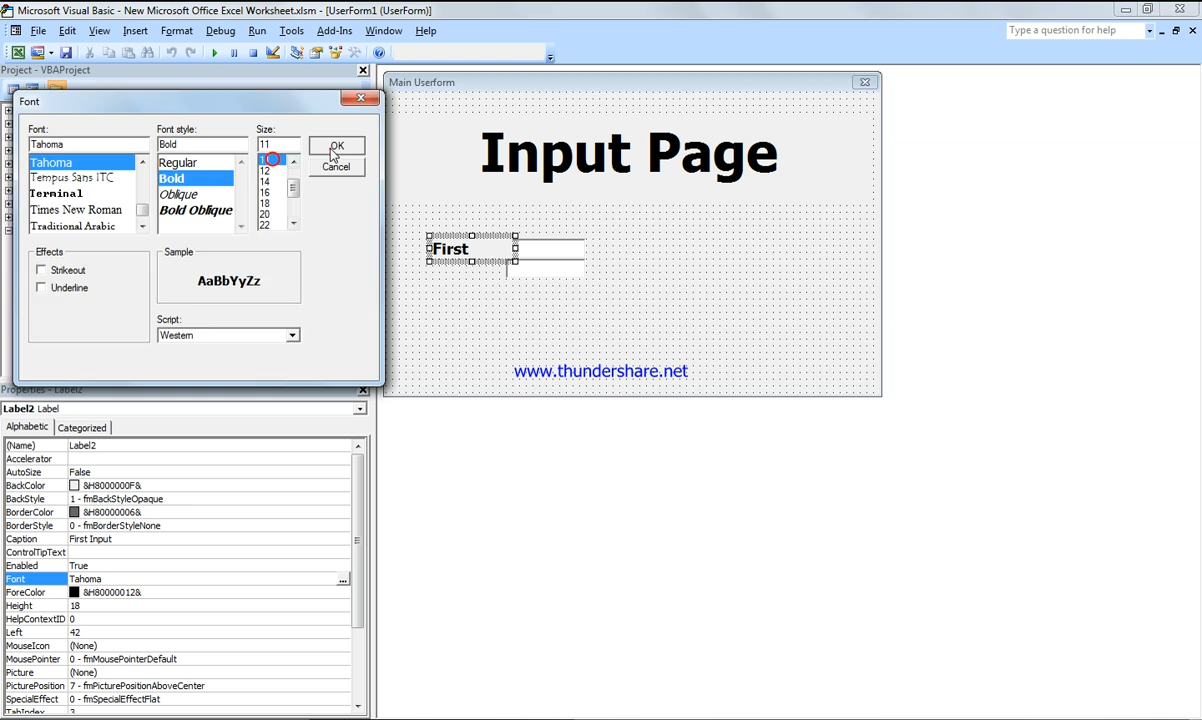 Microsoft Visual Basic - New Microsoft Office Excel Worksheet.xlsm - [UserForm1 (UserForm)]
File Edit View Insert Format Debug Run Tools Add-Ins Window Help
Type a question for help
Project - VBAProject
Font
Font: Font style: Size:
Tahoma Bold 11 OK
Tahoma Regular
Tempus Sans ITC Bold 12 Cancel
Terminal Oblique 14
Times New Roman Bold Oblique 16
Traditional Arabic 18
20
22
Effects Sample
Strikeout
Underline AaBbYyZz
Script:
Western
Main Userform
Input Page
First
www.thundershare.net
Properties - Label2
Label2 Label
Alphabetic Categorized
(Name) Label2
Accelerator
AutoSize False
BackColor &H8000000F&
BackStyle 1 - fmBackStyleOpaque
BorderColor &H80000006&
BorderStyle 0 - fmBorderStyleNone
Caption First Input
ControlTipText
Enabled True
Font Tahoma ...
ForeColor &H80000012&
Height 18
HelpContextID 0
Left 42
MouseIcon (None)
MousePointer 0 - fmMousePointerDefault
Picture (None)
PicturePosition 7 - fmPicturePositionAboveCenter
SpecialEffect 0 - fmSpecialEffectFlat
TabIndex 3